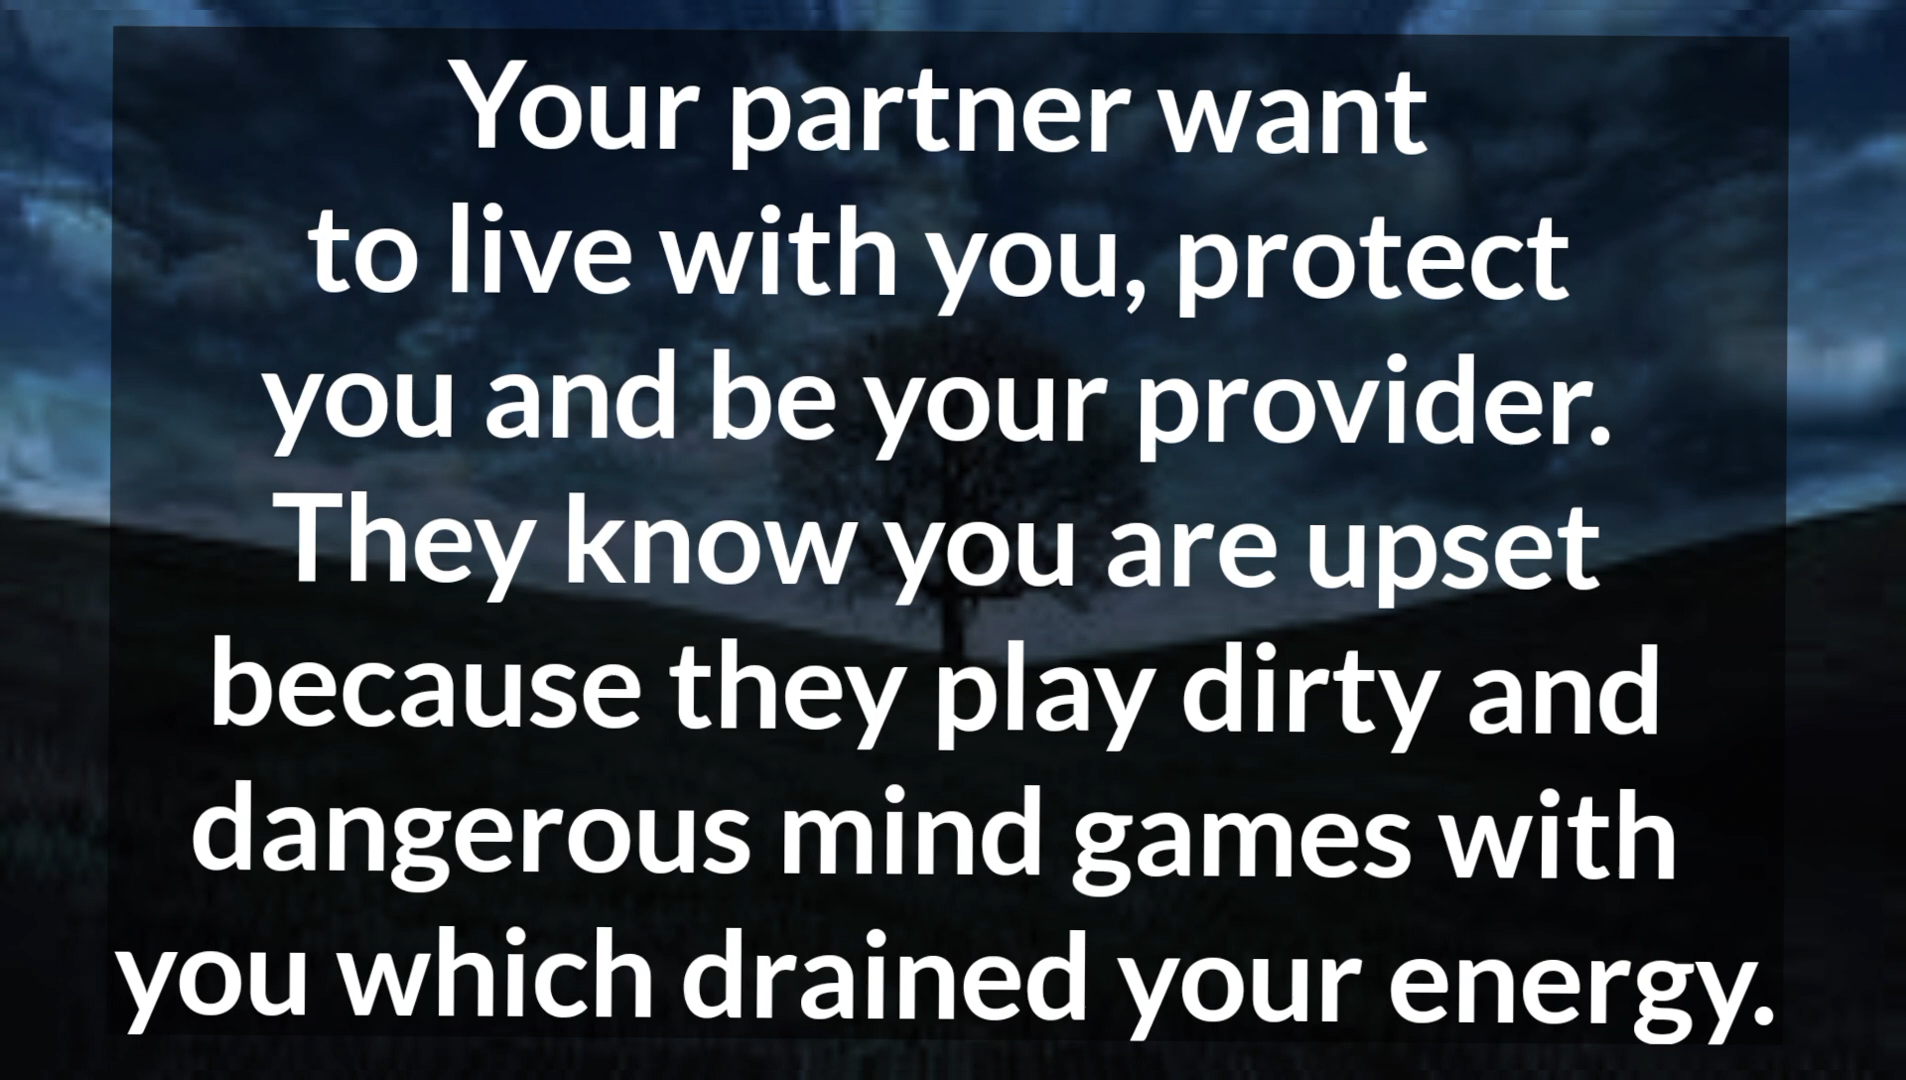 Your partner want
to live with you, protect
you and be your provider.
They know you are upset
because they play dirty and
dangerous mind games with
you which drained your energy.